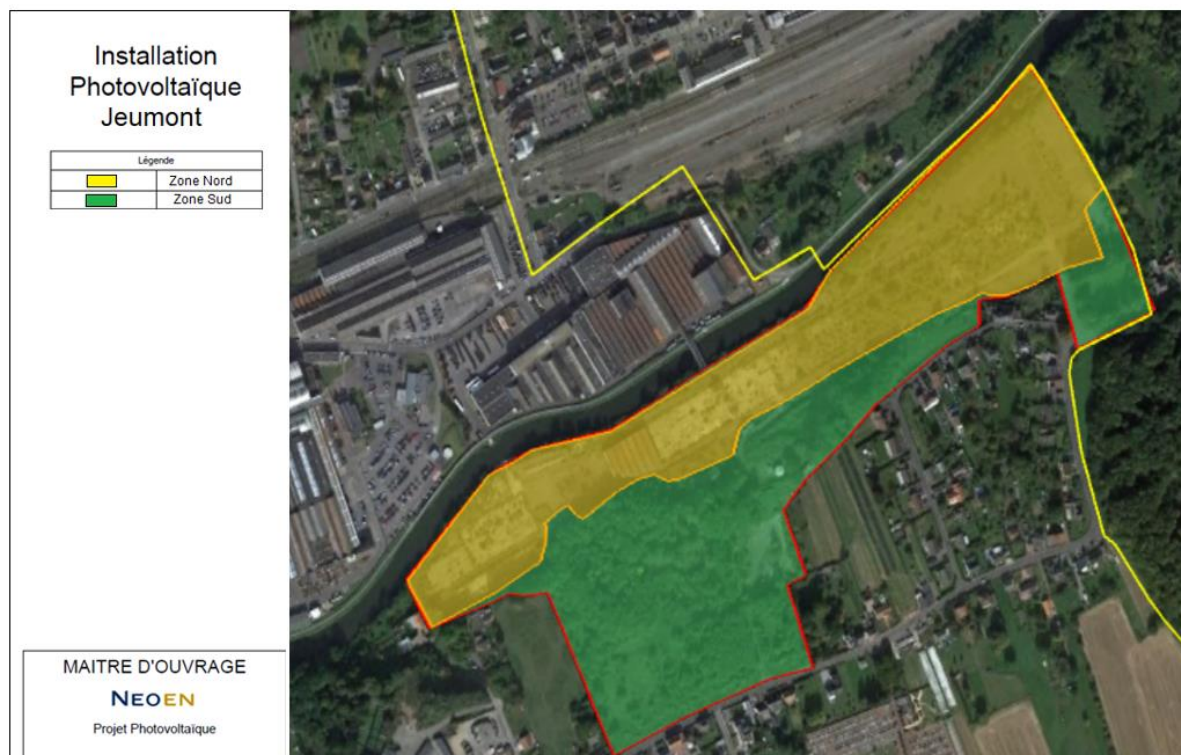 Installation
Photovoltaïque
Jeumont
Légende
Zone Nord
Zone Sud
MAITRE D'OUVRAGE
NEOEN
Projet Photovoltaïque